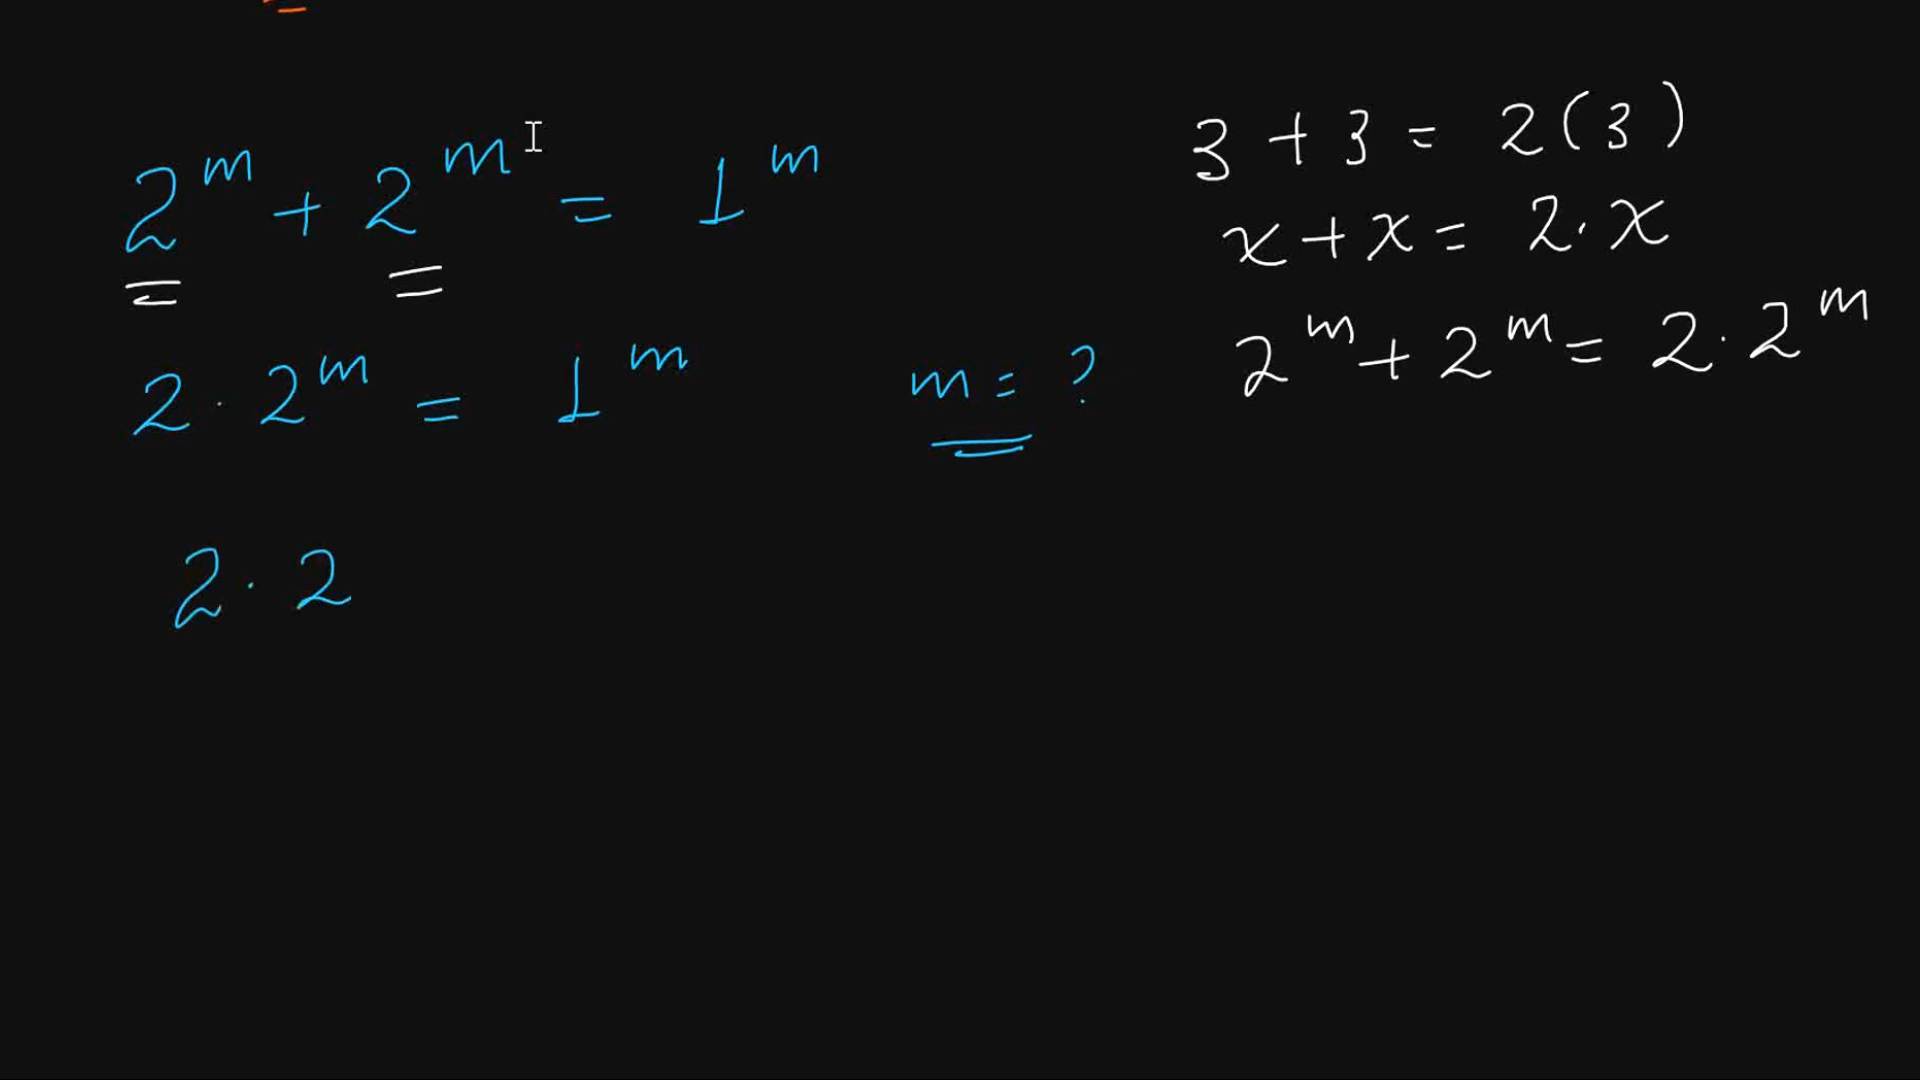 2^m + 2^m = 1^m
2 · 2^m = 1^m
m = ?
2 · 2
3 + 3 = 2(3)
x + x = 2 · x
2^m + 2^m = 2 · 2^m